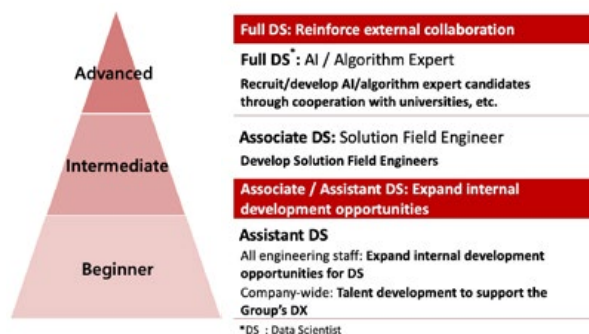 Advanced
Intermediate
Beginner
Full DS: Reinforce external collaboration
Full DS*: AI / Algorithm Expert
Recruit/develop AI/algorithm expert candidates
through cooperation with universities, etc.
Associate DS: Solution Field Engineer
Develop Solution Field Engineers
Associate / Assistant DS: Expand internal
development opportunities
Assistant DS
All engineering staff: Expand internal development
opportunities for DS
Company-wide: Talent development to support the
Group's DX
*DS : Data Scientist